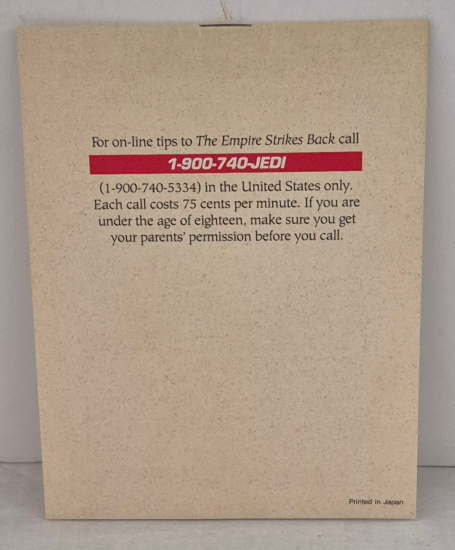 For on-line tips to The Empire Strikes Back call
1-900-740-JEDI
(1-900-740-5334) in the United States only.
Each call costs 75 cents per minute. If you are
under the age of eighteen, make sure you get
your parents' permission before you call.
Printed in Japan